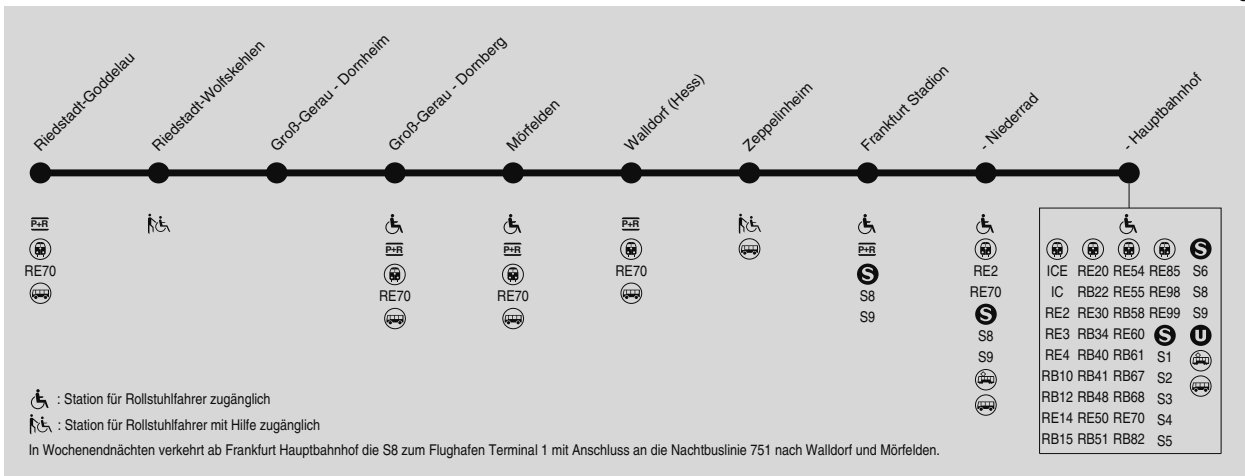 Riedstadt-Goddelau
Riedstadt-Wolfskehlen
Groß-Gerau - Dornheim
Groß-Gerau - Dornberg
Mörfelden
Walldorf (Hess)
Zeppelinheim
Frankfurt Stadion
- Niederrad
- Hauptbahnhof
P+R
RE70
P+R
RE70
P+R
RE70
P+R
RE70
P+R
S
S8
S9
RE2
RE70
S
S8
S9
S
ICE RE20 RE54 RE85 S6
IC RB22 RE55 RE98 S8
RE2 RE30 RB58 RE99 S9
RE3 RB34 RE60 S U
RE4 RB40 RB61 S1
RB10 RB41 RB67 S2
RB12 RB48 RB68 S3
RE14 RE50 RE70 S4
RB15 RB51 RB82 S5
: Station für Rollstuhlfahrer zugänglich
: Station für Rollstuhlfahrer mit Hilfe zugänglich
In Wochenendnächten verkehrt ab Frankfurt Hauptbahnhof die S8 zum Flughafen Terminal 1 mit Anschluss an die Nachtbuslinie 751 nach Walldorf und Mörfelden.